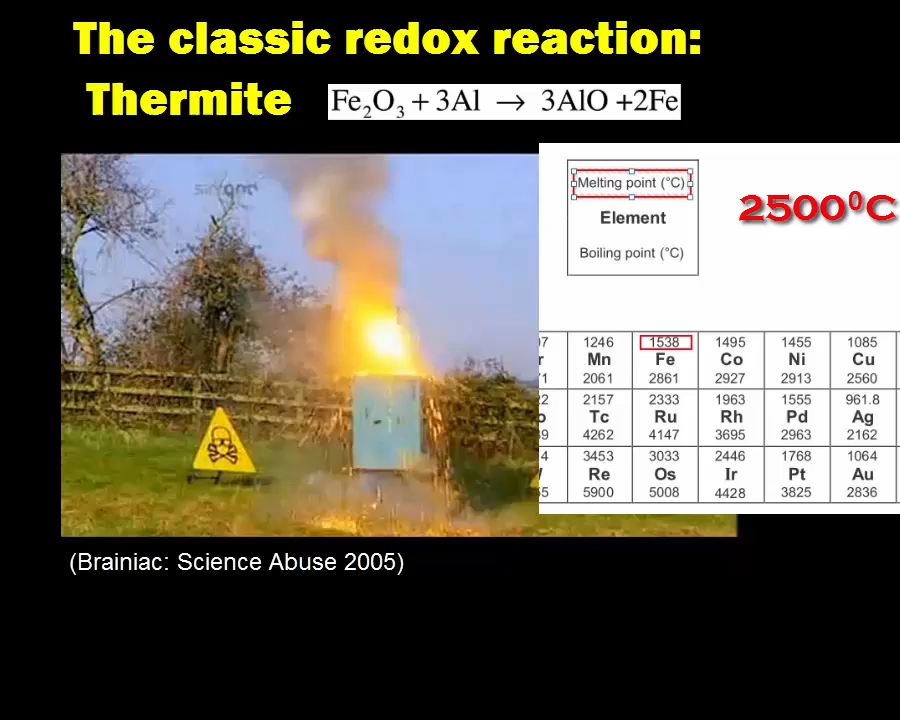 The classic redox reaction:
Thermite
Fe₂O₃ + 3Al → 3AlO +2Fe
Melting point (°C)
Element
Boiling point (°C)
2500⁰C
1246 1538 1495 1455 1085
Mn Fe Co Ni Cu
2061 2861 2927 2913 2560
2157 2333 1963 1555 961.8
Tc Ru Rh Pd Ag
4262 4147 3695 2963 2162
3453 3033 2446 1768 1064
Re Os Ir Pt Au
5900 5008 4428 3825 2836
(Brainiac: Science Abuse 2005)